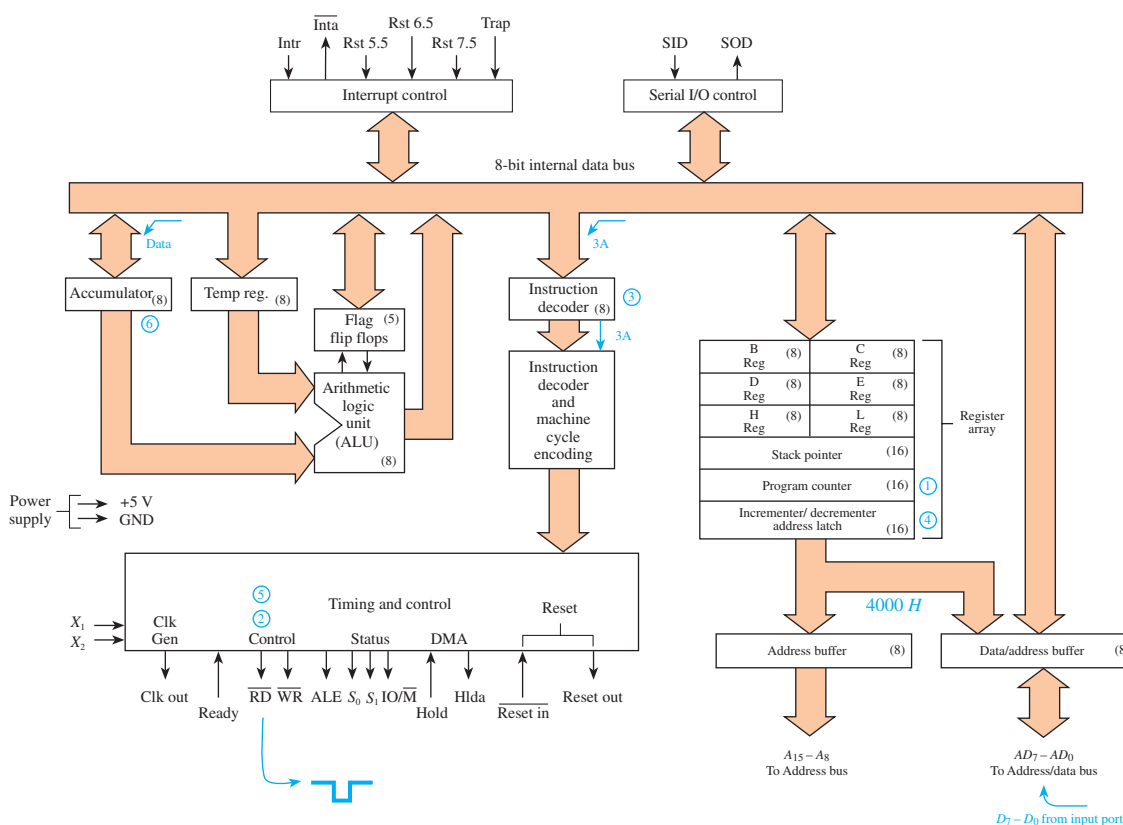 Intr
Inta
Rst 5.5
Rst 6.5
Rst 7.5
Trap
SID
SOD
Interrupt control
Serial I/O control
8-bit internal data bus
Data
3A
Accumulator (8)
6
Temp reg. (8)
Flag (5)
flip flops
Instruction
decoder (8)
3
3A
Arithmetic
logic
unit
(ALU)
(8)
Instruction
decoder
and
machine
cycle
encoding
B (8)
Reg
C (8)
Reg
D (8)
Reg
E (8)
Reg
H (8)
Reg
L (8)
Reg
Stack pointer (16)
Program counter (16)
1
Incrementer/ decrementer
address latch (16)
4
Register
array
Power
supply
+5 V
GND
5
2
Timing and control
Reset
X1
X2
Clk
Gen
Control
Status
DMA
Clk out
Ready
RD
WR
ALE
S0
S1
IO/M
Hold
Hlda
Reset in
Reset out
4000 H
Address buffer (8)
Data/address buffer (8
A15 – A8
To Address bus
AD7 – AD0
To Address/data bus
D7 – D0 from input port